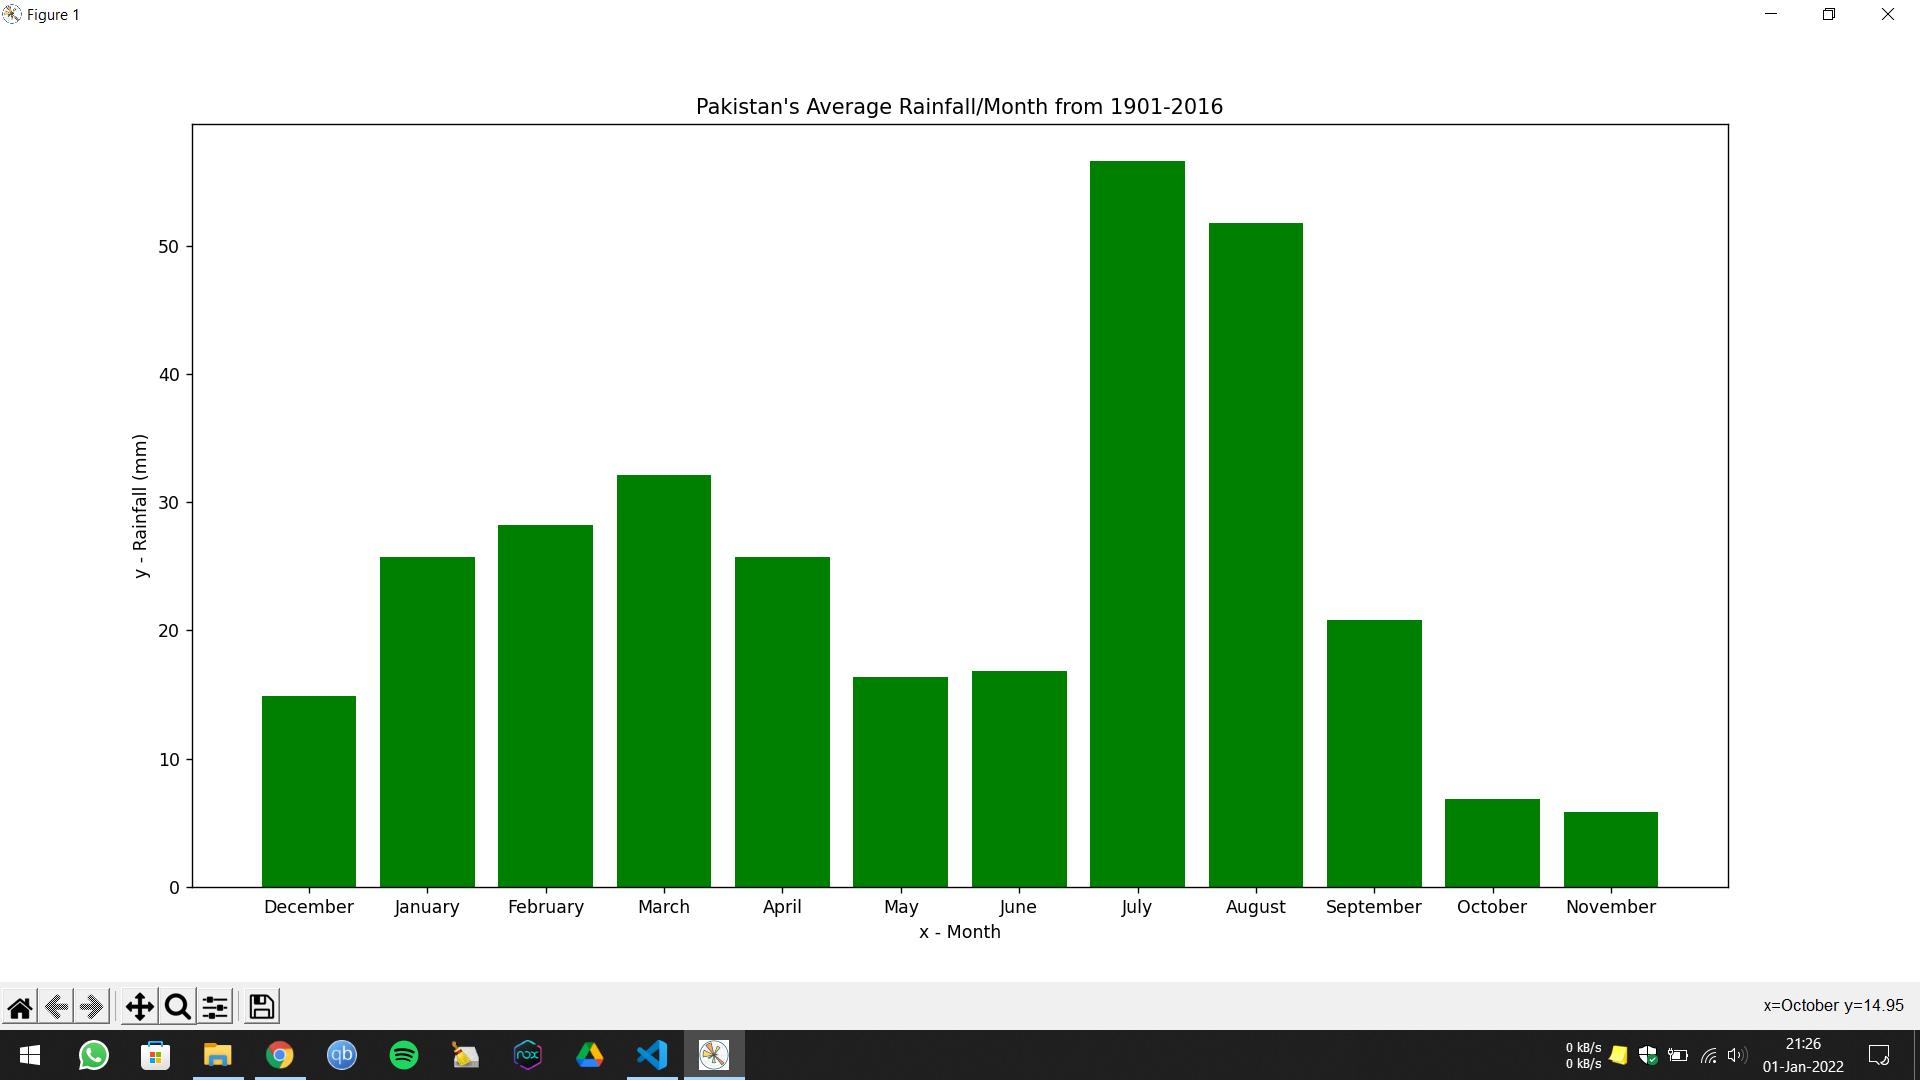 Figure 1
Pakistan's Average Rainfall/Month from 1901-2016
50
40
30
20
10
0
y - Rainfall (mm)
December January February March April May June July August September October November
x - Month
x=October y=14.95
qb
nox
0 kB/s
0 kB/s
21:26
01-Jan-2022